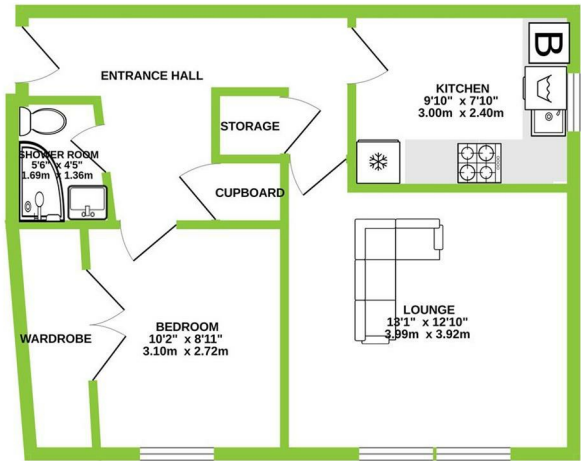 ENTRANCE HALL
KITCHEN
9'10" x 7'10"
3.00m x 2.40m
B
STORAGE
SHOWER ROOM
5'6" x 4'5"
1.69m x 1.36m
CUPBOARD
LOUNGE
13'1" x 12'10"
3.99m x 3.92m
BEDROOM
10'2" x 8'11"
3.10m x 2.72m
WARDROBE